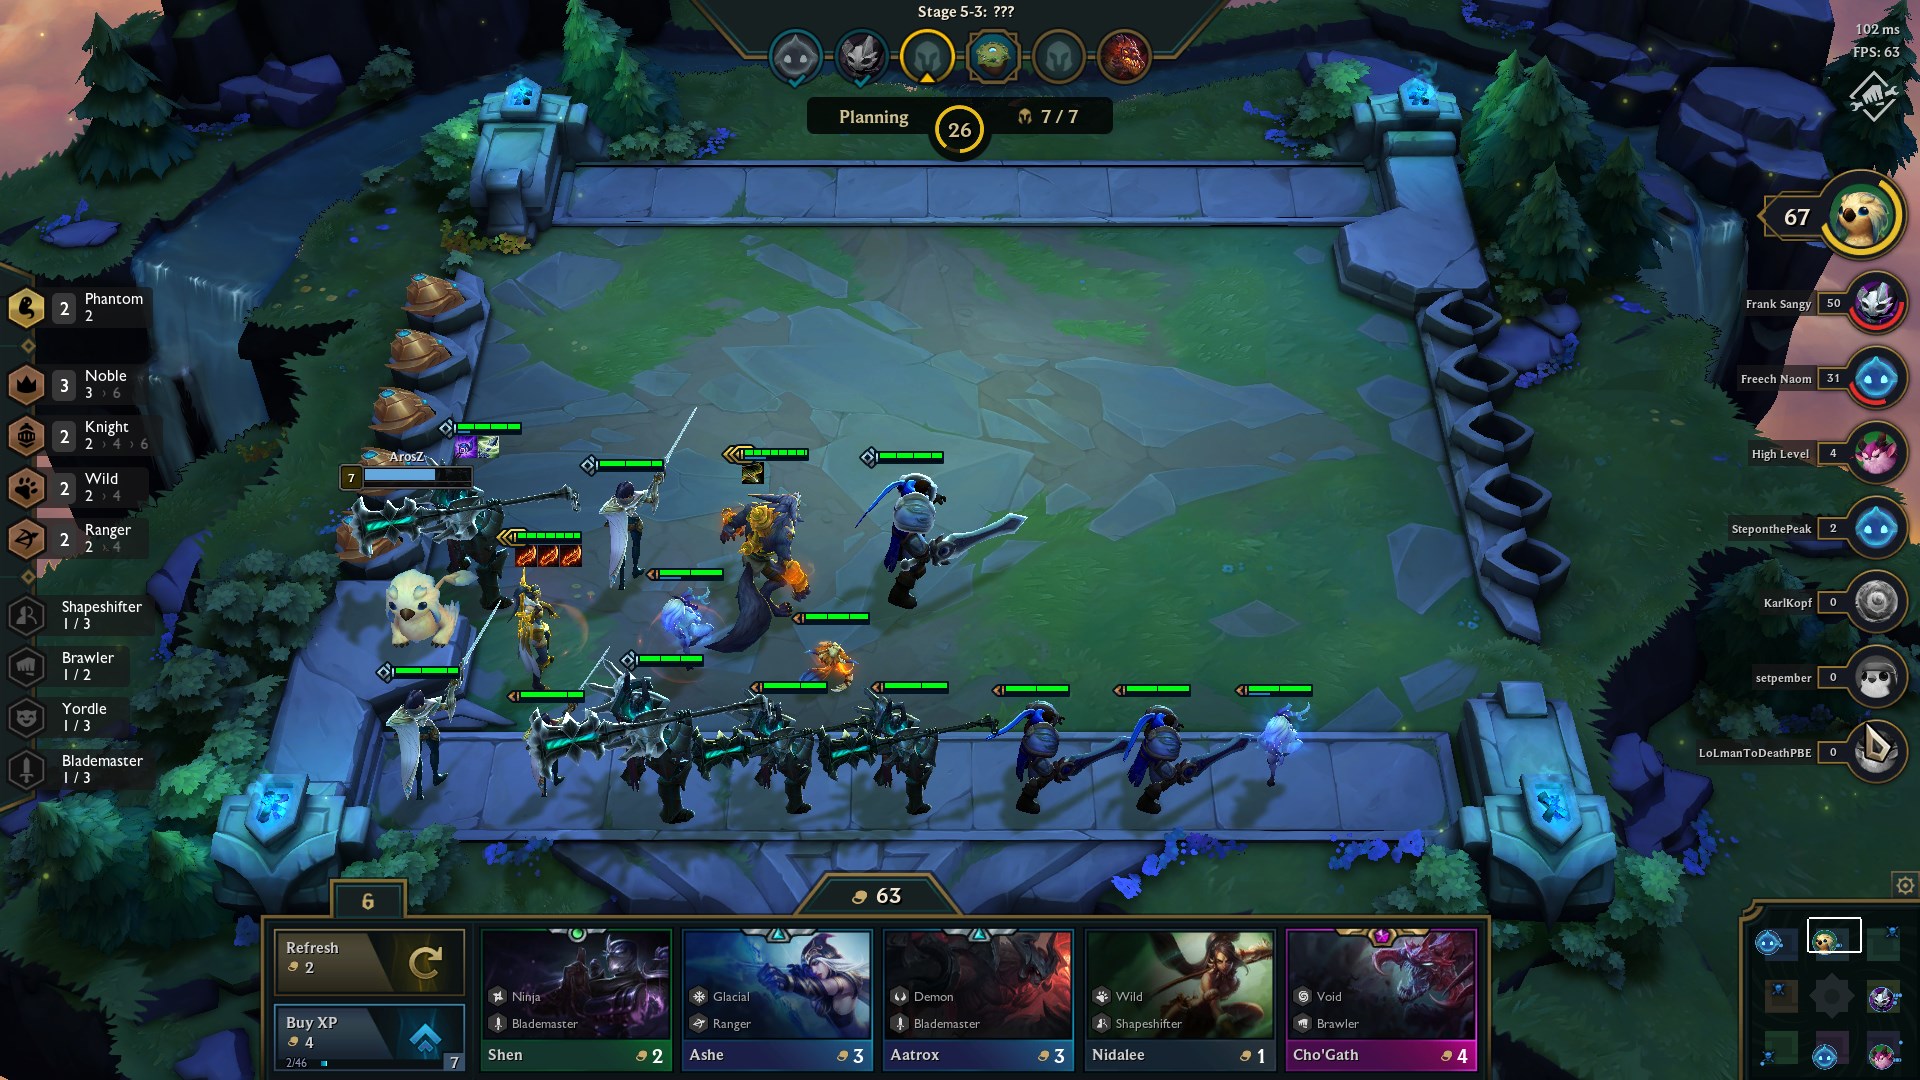 Stage 5-3: ???
102 ms
FPS: 63
Planning
26
7 / 7
67
Frank Sangy 50
Freech Naom 31
High Level 4
SteponthePeak 2
KarlKopf 0
setpember 0
LoLmanToDeathPBE 0
2 Phantom
2
3 Noble
3 › 6
2 Knight
2 › 4 › 6
2 Wild
2 › 4
2 Ranger
2 › 4
Shapeshifter
1 / 3
Brawler
1 / 2
Yordle
1 / 3
Blademaster
1 / 3
ArosZ
7
6
63
Refresh
2
Buy XP
4
2/46
7
Ninja
Blademaster
Shen 2
Glacial
Ranger
Ashe 3
Demon
Blademaster
Aatrox 3
Wild
Shapeshifter
Nidalee 1
Void
Brawler
Cho'Gath 4